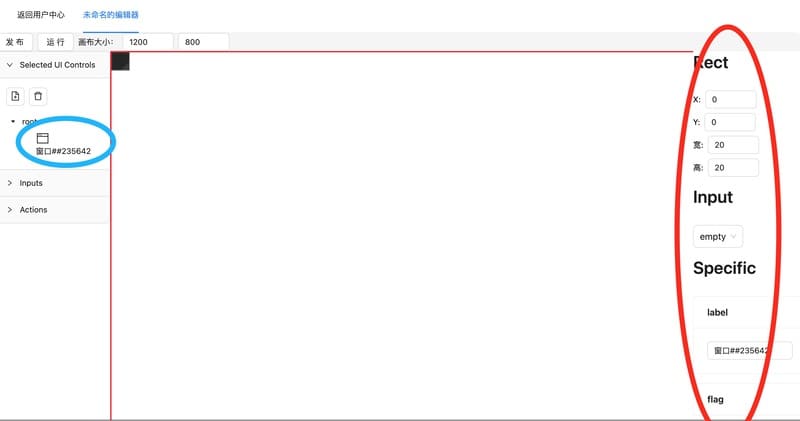 返回用户中心 未命名的编辑器
发布 运行 画布大小: 1200 800
Selected UI Controls
root
窗口##235642
Inputs
Actions
Rect
X: 0
Y: 0
宽: 20
高: 20
Input
empty
Specific
label
窗口##235642
flag